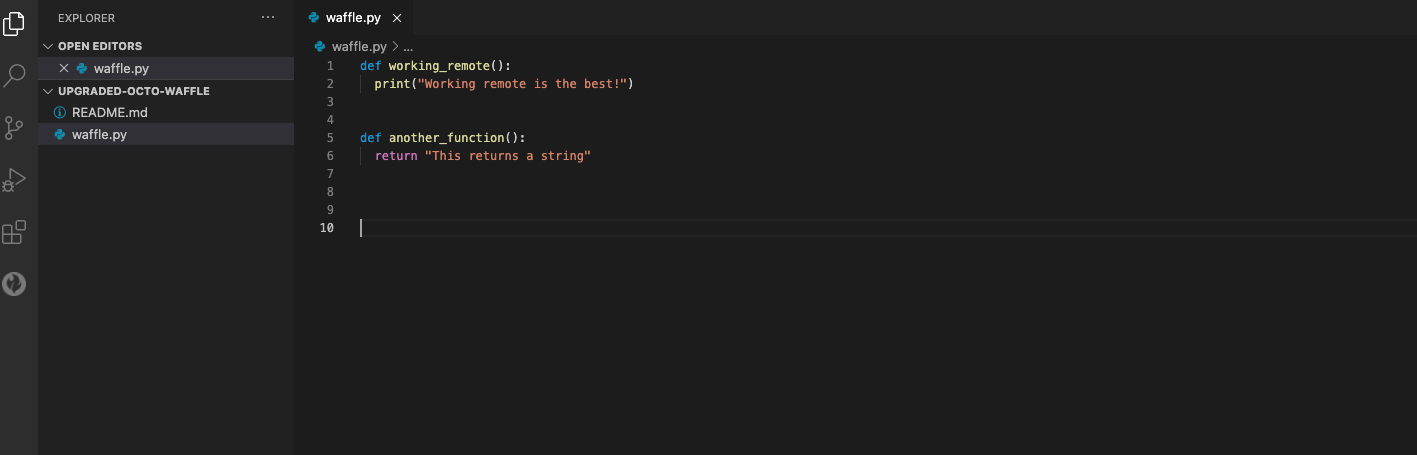 EXPLORER ...
OPEN EDITORS
waffle.py
UPGRADED-OCTO-WAFFLE
README.md
waffle.py
waffle.py
waffle.py > ...
1 def working_remote():
2   print("Working remote is the best!")
3
4
5 def another_function():
6   return "This returns a string"
7
8
9
10